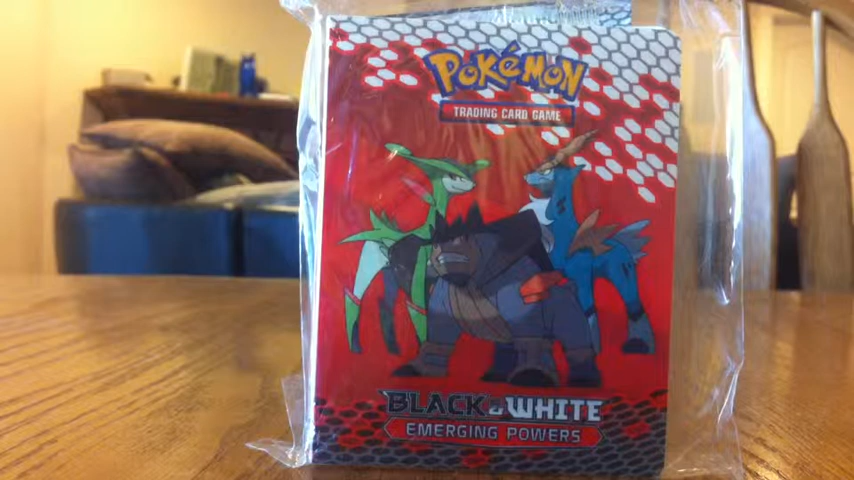 POKéMON
TRADING CARD GAME
BLACK & WHITE
EMERGING POWERS